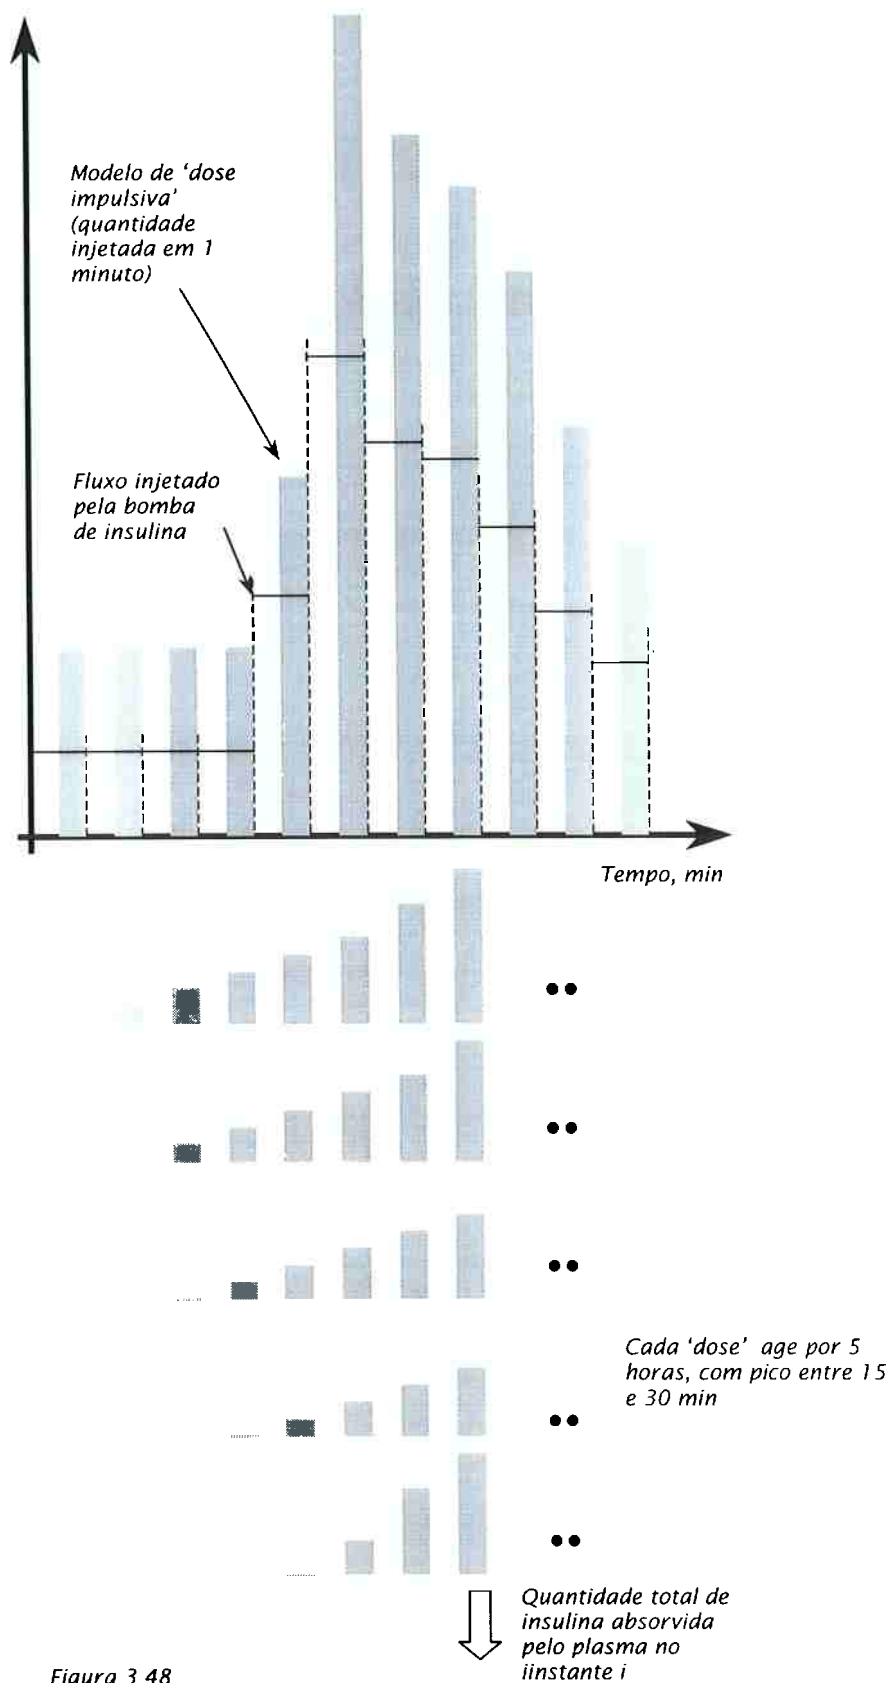 Modelo de 'dose
impulsiva'
(quantidade
injetada em 1
minuto)
Fluxo injetado
pela bomba
de insulina
Tempo, min
Cada 'dose' age por 5
horas, com pico entre 15
e 30 min
Quantidade total de
insulina absorvida
pelo plasma no
iinstante i
Figura 3.48